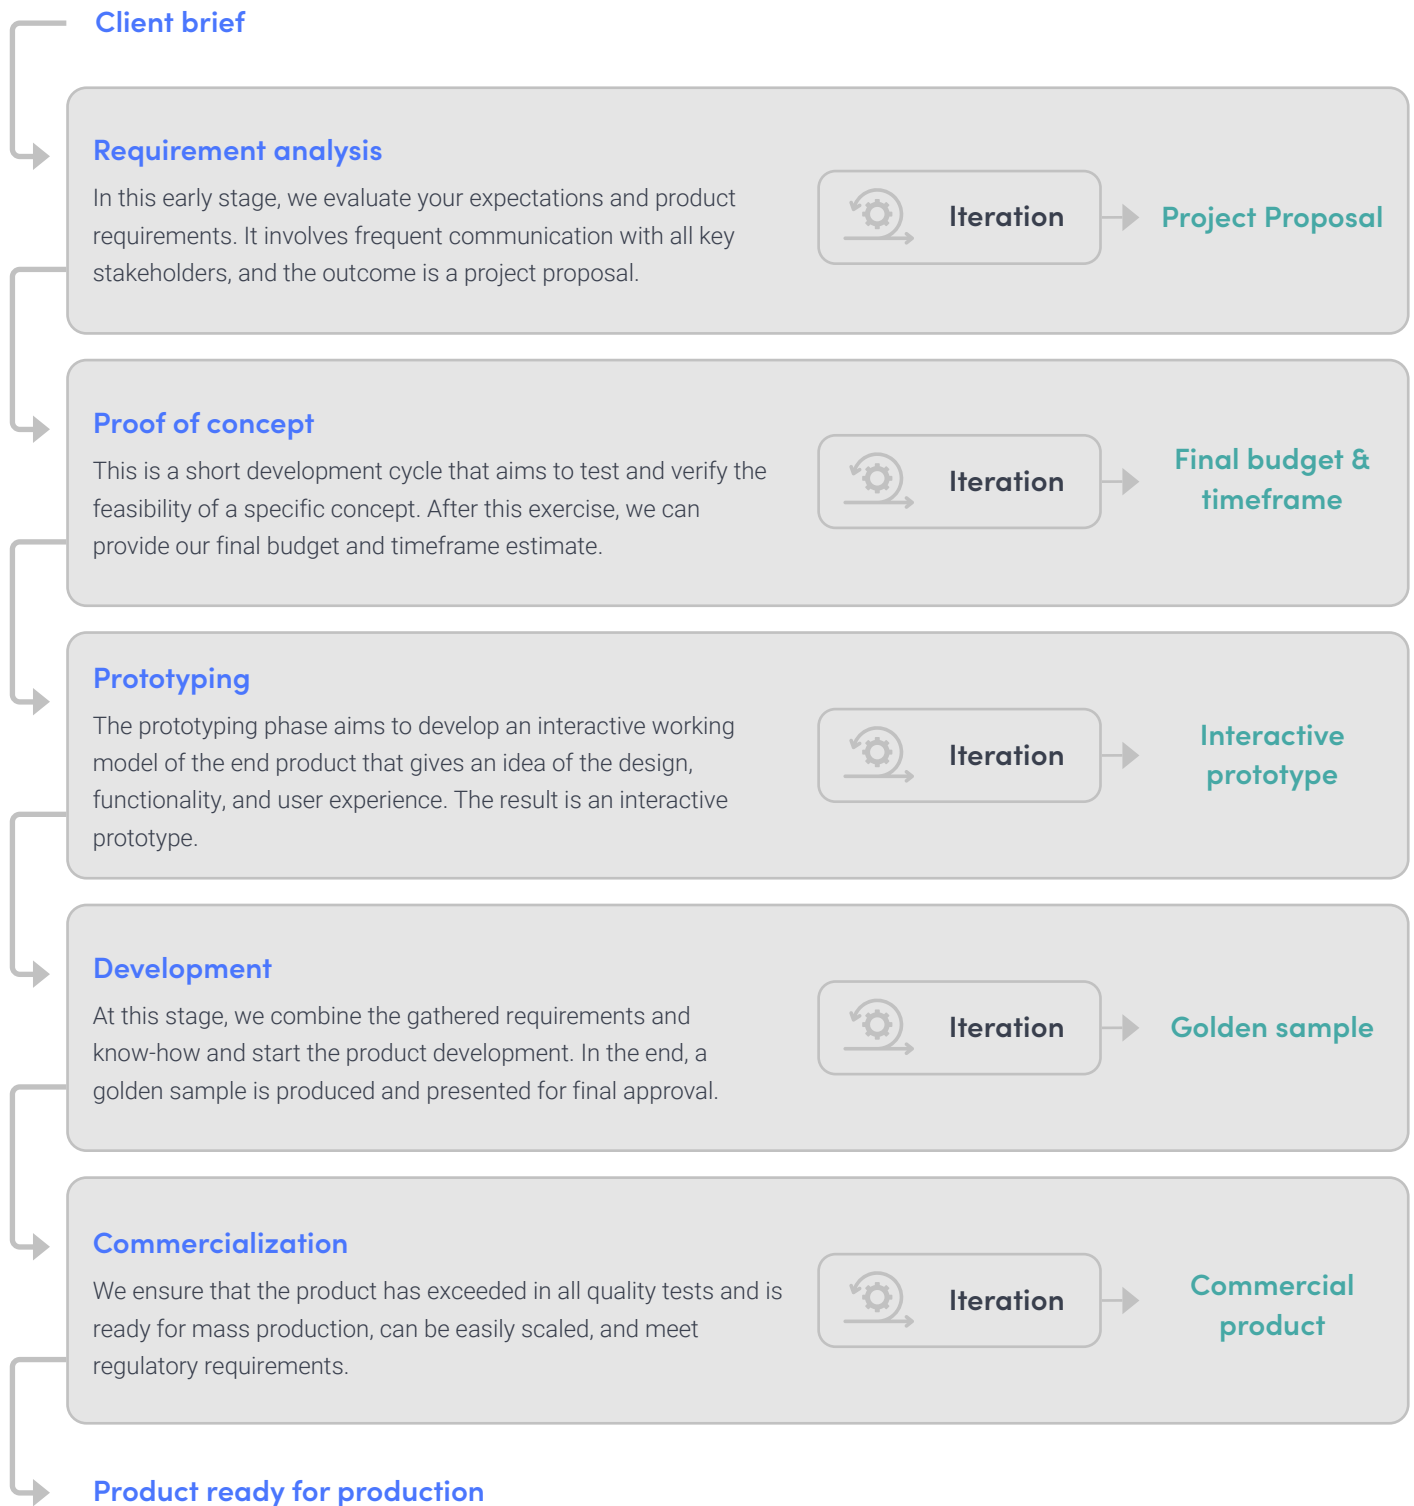 Client brief
Requirement analysis
In this early stage, we evaluate your expectations and product
requirements. It involves frequent communication with all key
stakeholders, and the outcome is a project proposal.
Iteration
Project Proposal
Proof of concept
This is a short development cycle that aims to test and verify the
feasibility of a specific concept. After this exercise, we can
provide our final budget and timeframe estimate.
Iteration
Final budget &
timeframe
Prototyping
The prototyping phase aims to develop an interactive working
model of the end product that gives an idea of the design,
functionality, and user experience. The result is an interactive
prototype.
Iteration
Interactive
prototype
Development
At this stage, we combine the gathered requirements and
know-how and start the product development. In the end, a
golden sample is produced and presented for final approval.
Iteration
Golden sample
Commercialization
We ensure that the product has exceeded in all quality tests and is
ready for mass production, can be easily scaled, and meet
regulatory requirements.
Iteration
Commercial
product
Product ready for production